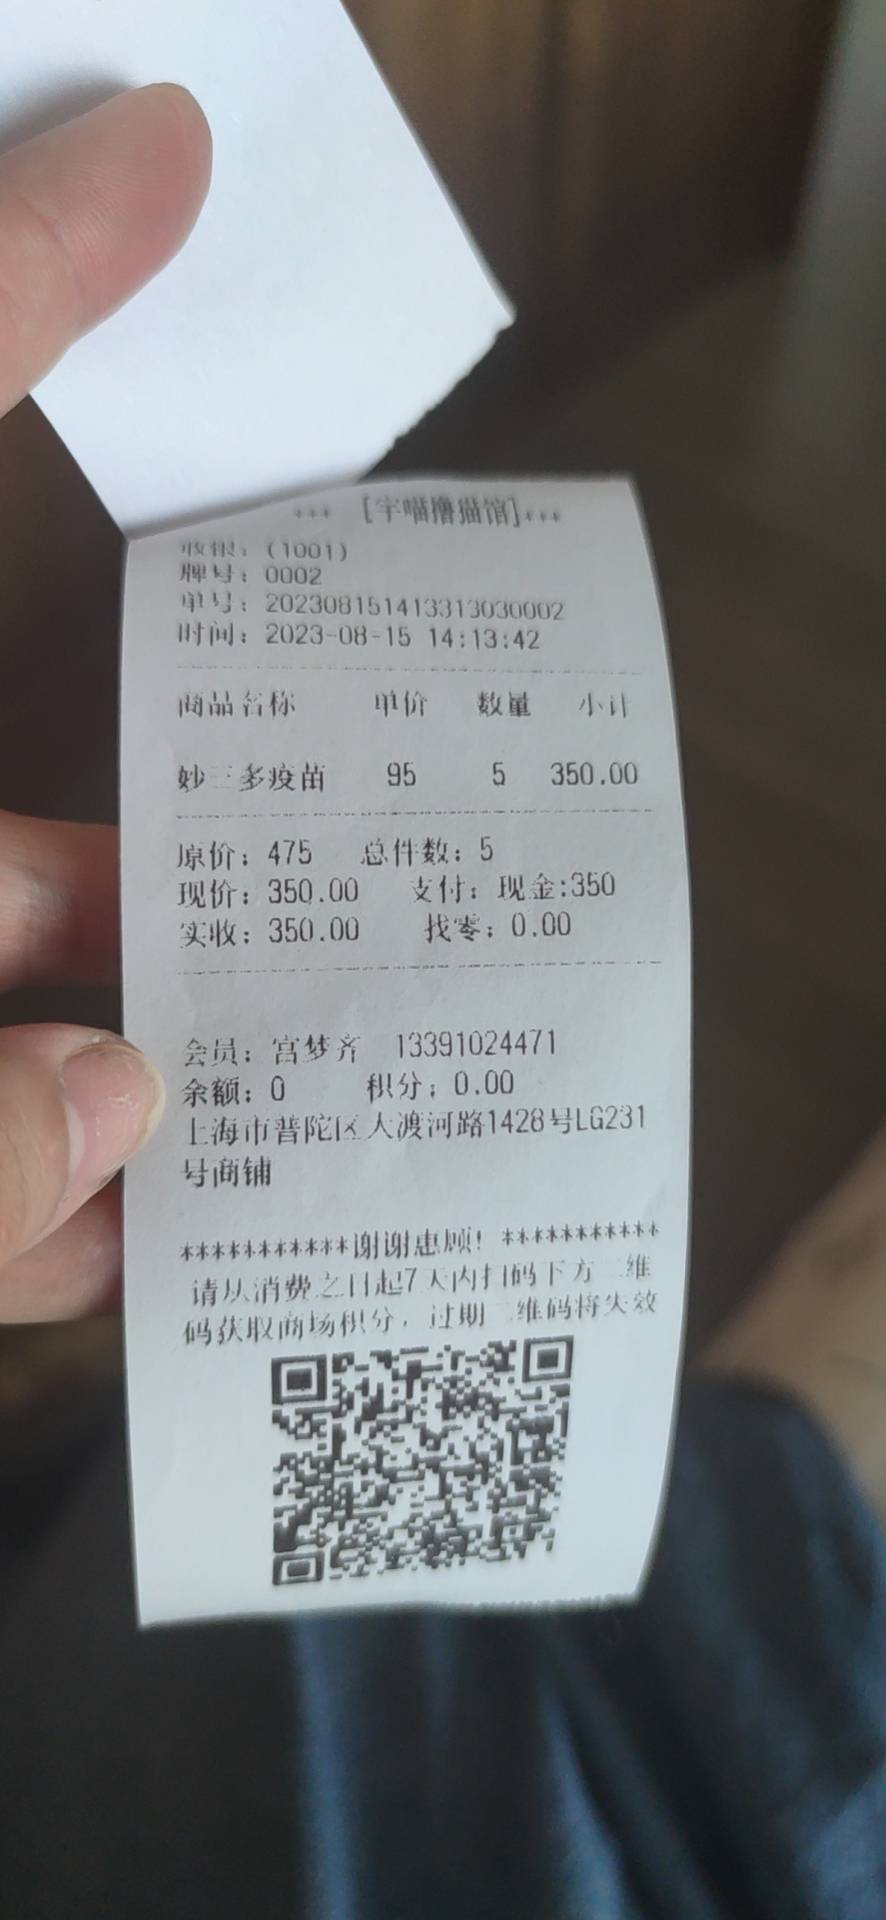 *** [宇喵撸猫馆]***
收银：(1001)
牌号：0002
单号：202308151413313030002
时间：2023-08-15 14:13:42
商品名称 单价 数量 小计
妙三多疫苗 95 5 350.00
原价：475 总件数：5
现价：350.00 支付：现金:350
实收：350.00 找零：0.00
会员：宫梦齐 13391024471
余额：0 积分：0.00
上海市普陀区大渡河路1428号LG231
号商铺
***********谢谢惠顾！***********
请从消费之日起7天内扫码下方二维
码获取商场积分，过期二维码将失效